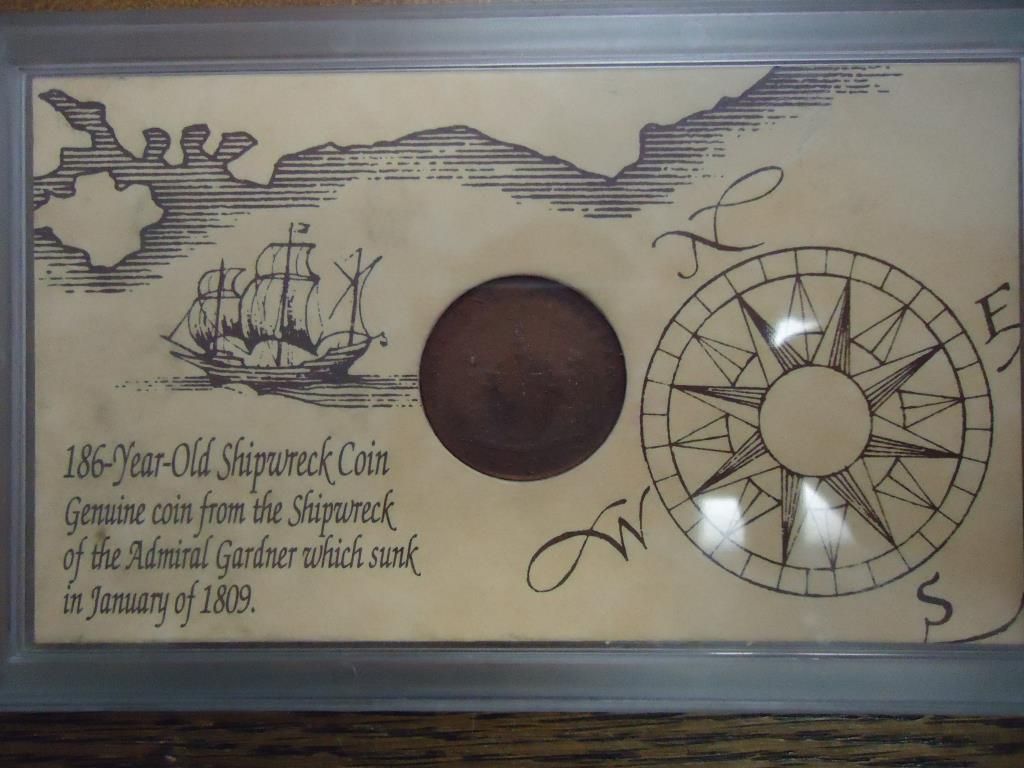 N
E
186-Year-Old Shipwreck Coin
Genuine coin from the Shipwreck
of the Admiral Gardner which sunk
in January of 1809.
W
S